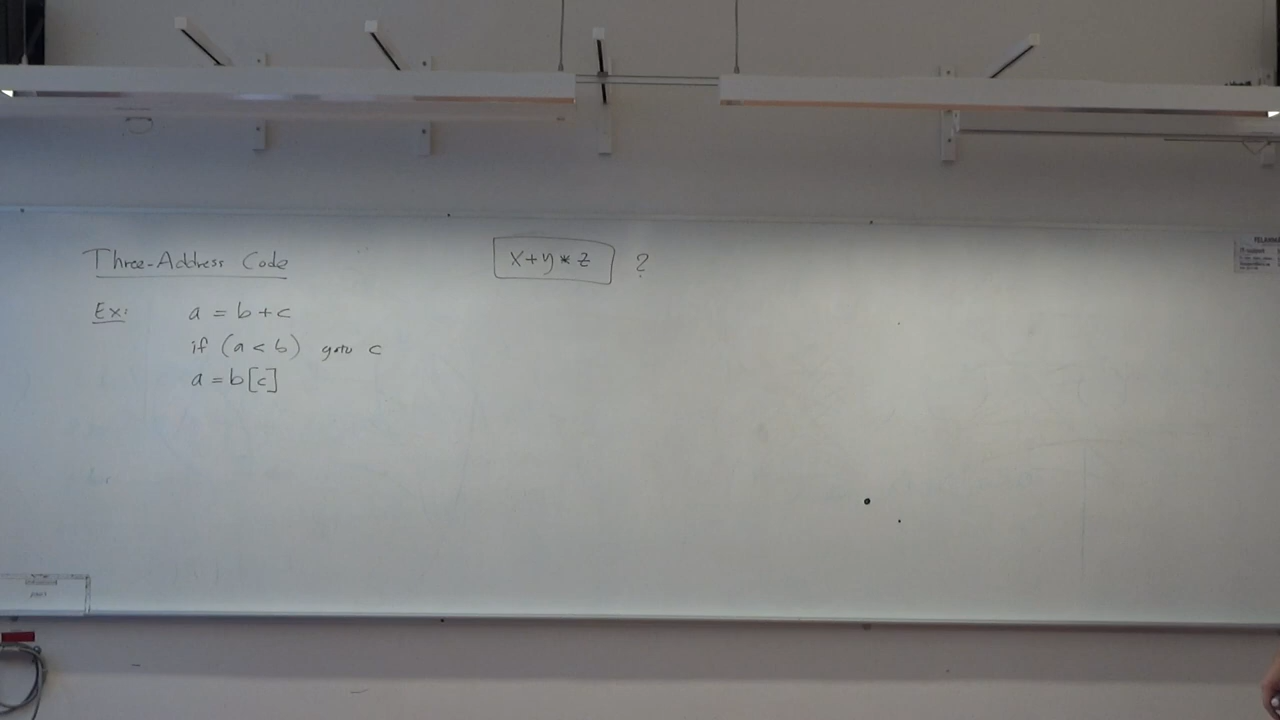 Three-Address Code
x+y*z ?
Ex: a = b+c
if (a < b) goto c
a = b[c]